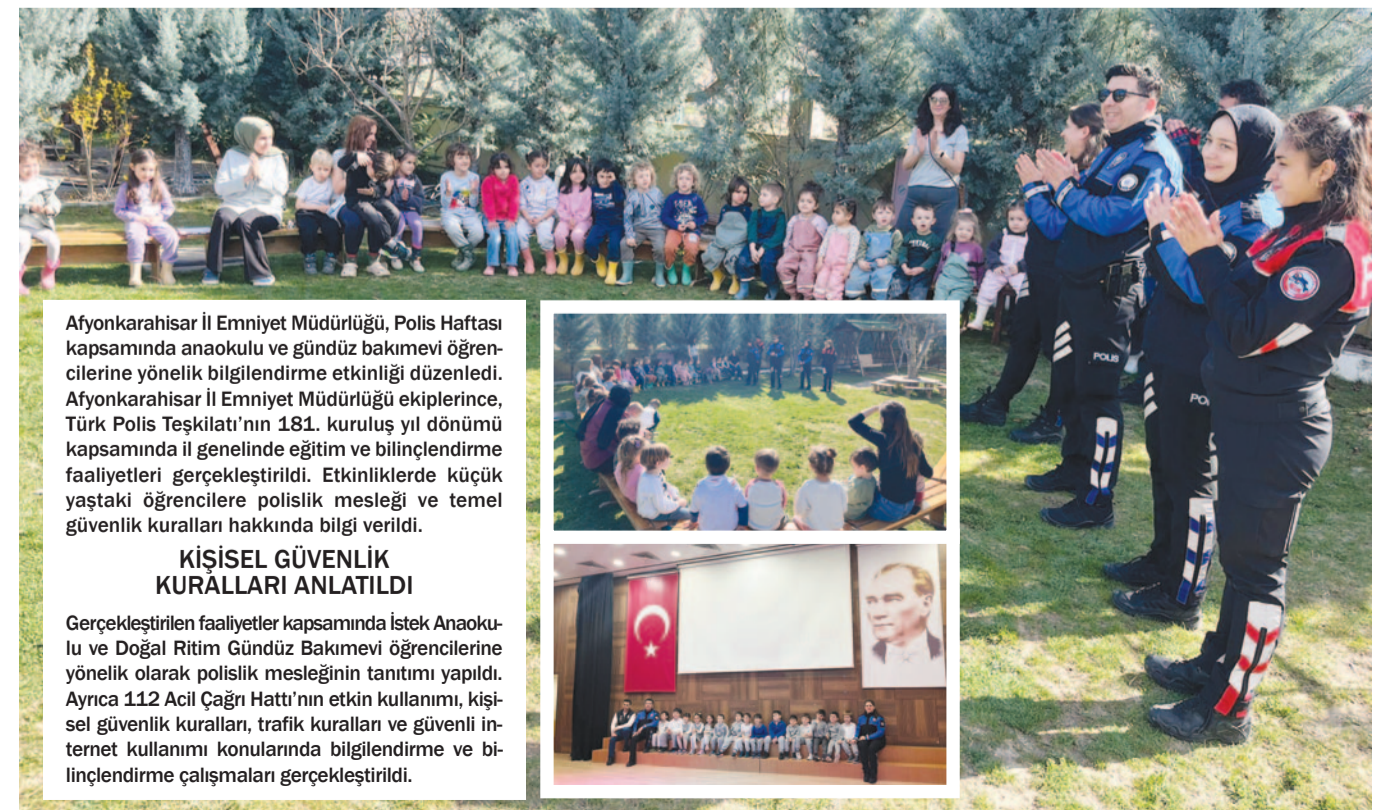 Afyonkarahisar İl Emniyet Müdürlüğü, Polis Haftası
kapsamında anaokulu ve gündüz bakımevi öğren-
cilerine yönelik bilgilendirme etkinliği düzenledi.
Afyonkarahisar İl Emniyet Müdürlüğü ekiplerince,
Türk Polis Teşkilatı’nın 181. kuruluş yıl dönümü
kapsamında il genelinde eğitim ve bilinçlendirme
faaliyetleri gerçekleştirildi. Etkinliklerde küçük
yaştaki öğrencilere polislik mesleği ve temel
güvenlik kuralları hakkında bilgi verildi.
KİŞİSEL GÜVENLİK
KURALLARI ANLATILDI
Gerçekleştirilen faaliyetler kapsamında İstek Anaoku-
lu ve Doğal Ritim Gündüz Bakımevi öğrencilerine
yönelik olarak polislik mesleğinin tanıtımı yapıldı.
Ayrıca 112 Acil Çağrı Hattı’nın etkin kullanımı, kişi-
sel güvenlik kuralları, trafik kuralları ve güvenli in-
ternet kullanımı konularında bilgilendirme ve bi-
linçlendirme çalışmaları gerçekleştirildi.
POLIS